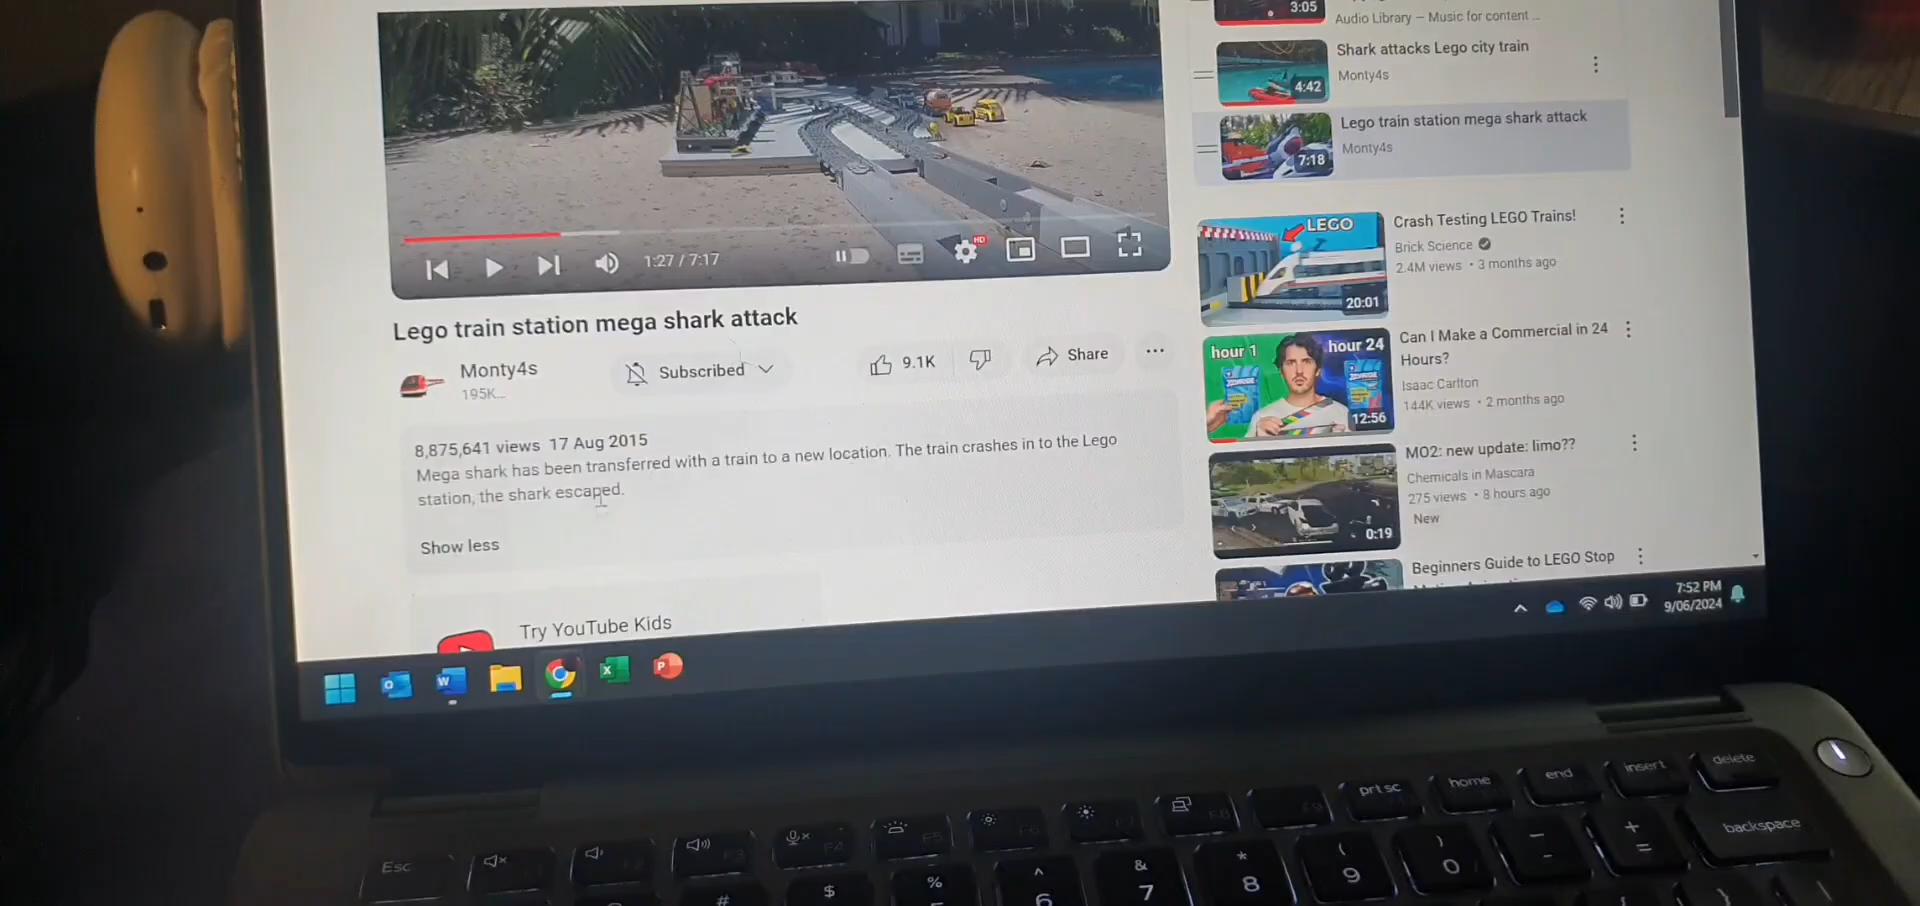 3:05
Audio Library – Music for content ...
Shark attacks Lego city train
Monty4s
4:42
Lego train station mega shark attack
Monty4s
7:18
1:27 / 7:17
HD
Lego train station mega shark attack
Monty4s
195K...
Subscribed
9.1K
Share
8,875,641 views 17 Aug 2015
Mega shark has been transferred with a train to a new location. The train crashes in to the Lego
station, the shark escaped.
Show less
Try YouTube Kids
LEGO
20:01
Crash Testing LEGO Trains!
Brick Science
2.4M views • 3 months ago
hour 1
hour 24
12:56
Can I Make a Commercial in 24
Hours?
Isaac Carlton
144K views • 2 months ago
0:19
MO2: new update: limo??
Chemicals in Mascara
275 views • 8 hours ago
New
Beginners Guide to LEGO Stop
7:52 PM
9/06/2024
W
X
P
prt sc
home
end
insert
delete
Esc
F3
F4
F5
F6
F8
F9
backspace
#
$
%
^
6
&
7
*
8
(
9
)
0
_
-
+
=